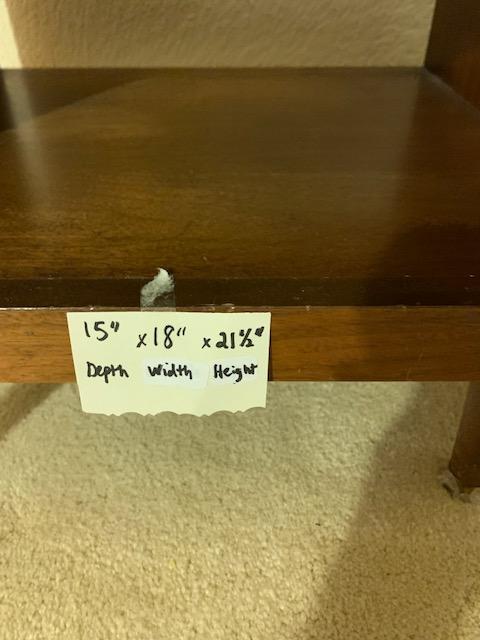 15" x 18" x 21½"
Depth Width Height